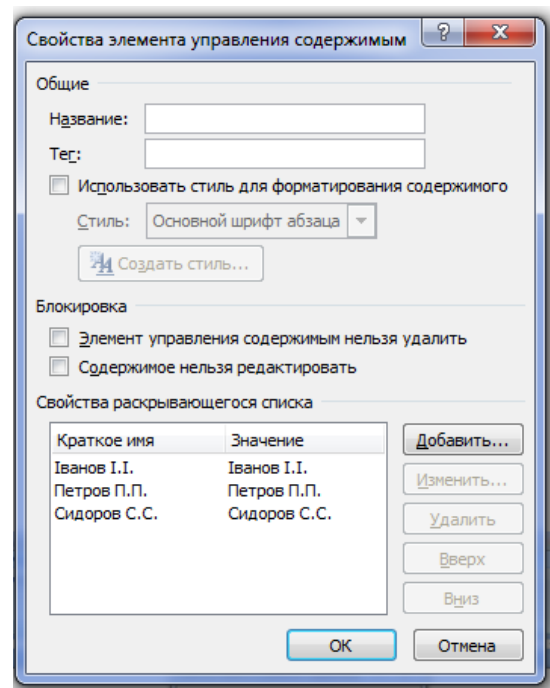 Свойства элемента управления содержимым
Общие
Название:
Тег:
Использовать стиль для форматирования содержимого
Стиль: Основной шрифт абзаца
Создать стиль...
Блокировка
Элемент управления содержимым нельзя удалить
Содержимое нельзя редактировать
Свойства раскрывающегося списка
Краткое имя Значение
Іванов І.І. Іванов І.І.
Петров П.П. Петров П.П.
Сидоров С.С. Сидоров С.С.
Добавить...
Изменить...
Удалить
Вверх
Вниз
ОК Отмена